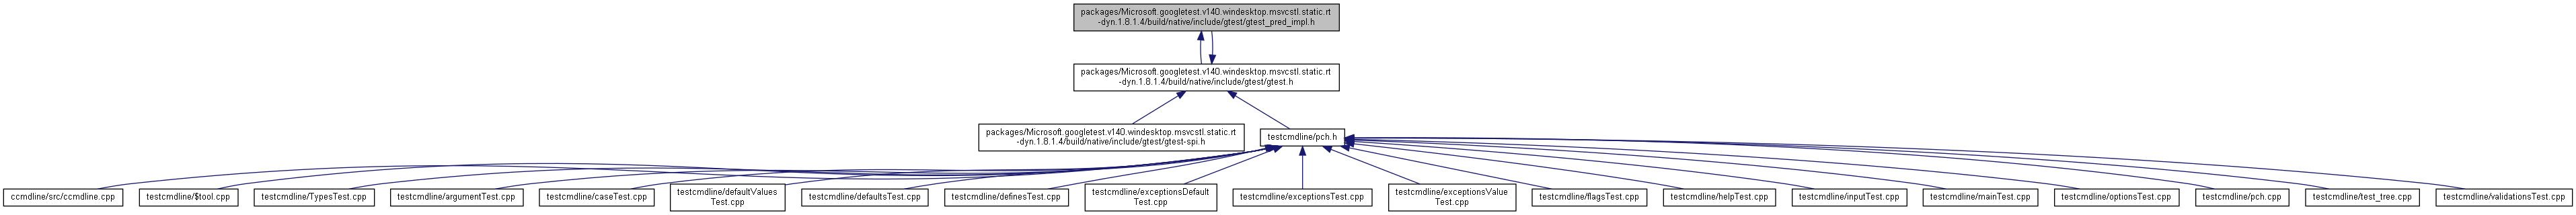 packages/Microsoft.googletest.v140.windesktop.msvcstl.static.rt
-dyn.1.8.1.4/build/native/include/gtest/gtest_pred_impl.h
packages/Microsoft.googletest.v140.windesktop.msvcstl.static.rt
-dyn.1.8.1.4/build/native/include/gtest/gtest.h
packages/Microsoft.googletest.v140.windesktop.msvcstl.static.rt
-dyn.1.8.1.4/build/native/include/gtest/gtest-spi.h
testcmdline/pch.h
ccmdline/src/ccmdline.cpp
testcmdline/$tool.cpp
testcmdline/TypesTest.cpp
testcmdline/argumentTest.cpp
testcmdline/caseTest.cpp
testcmdline/defaultValues
Test.cpp
testcmdline/defaultsTest.cpp
testcmdline/definesTest.cpp
testcmdline/exceptionsDefault
Test.cpp
testcmdline/exceptionsTest.cpp
testcmdline/exceptionsValue
Test.cpp
testcmdline/flagsTest.cpp
testcmdline/helpTest.cpp
testcmdline/inputTest.cpp
testcmdline/mainTest.cpp
testcmdline/optionsTest.cpp
testcmdline/pch.cpp
testcmdline/test_tree.cpp
testcmdline/validationsTest.cpp